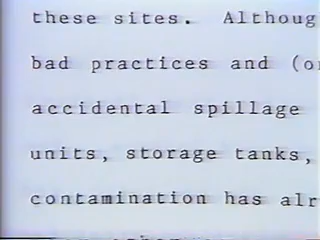 these sites. Althoug
bad practices and (o
accidental spillage
units, storage tanks,
contamination has alr